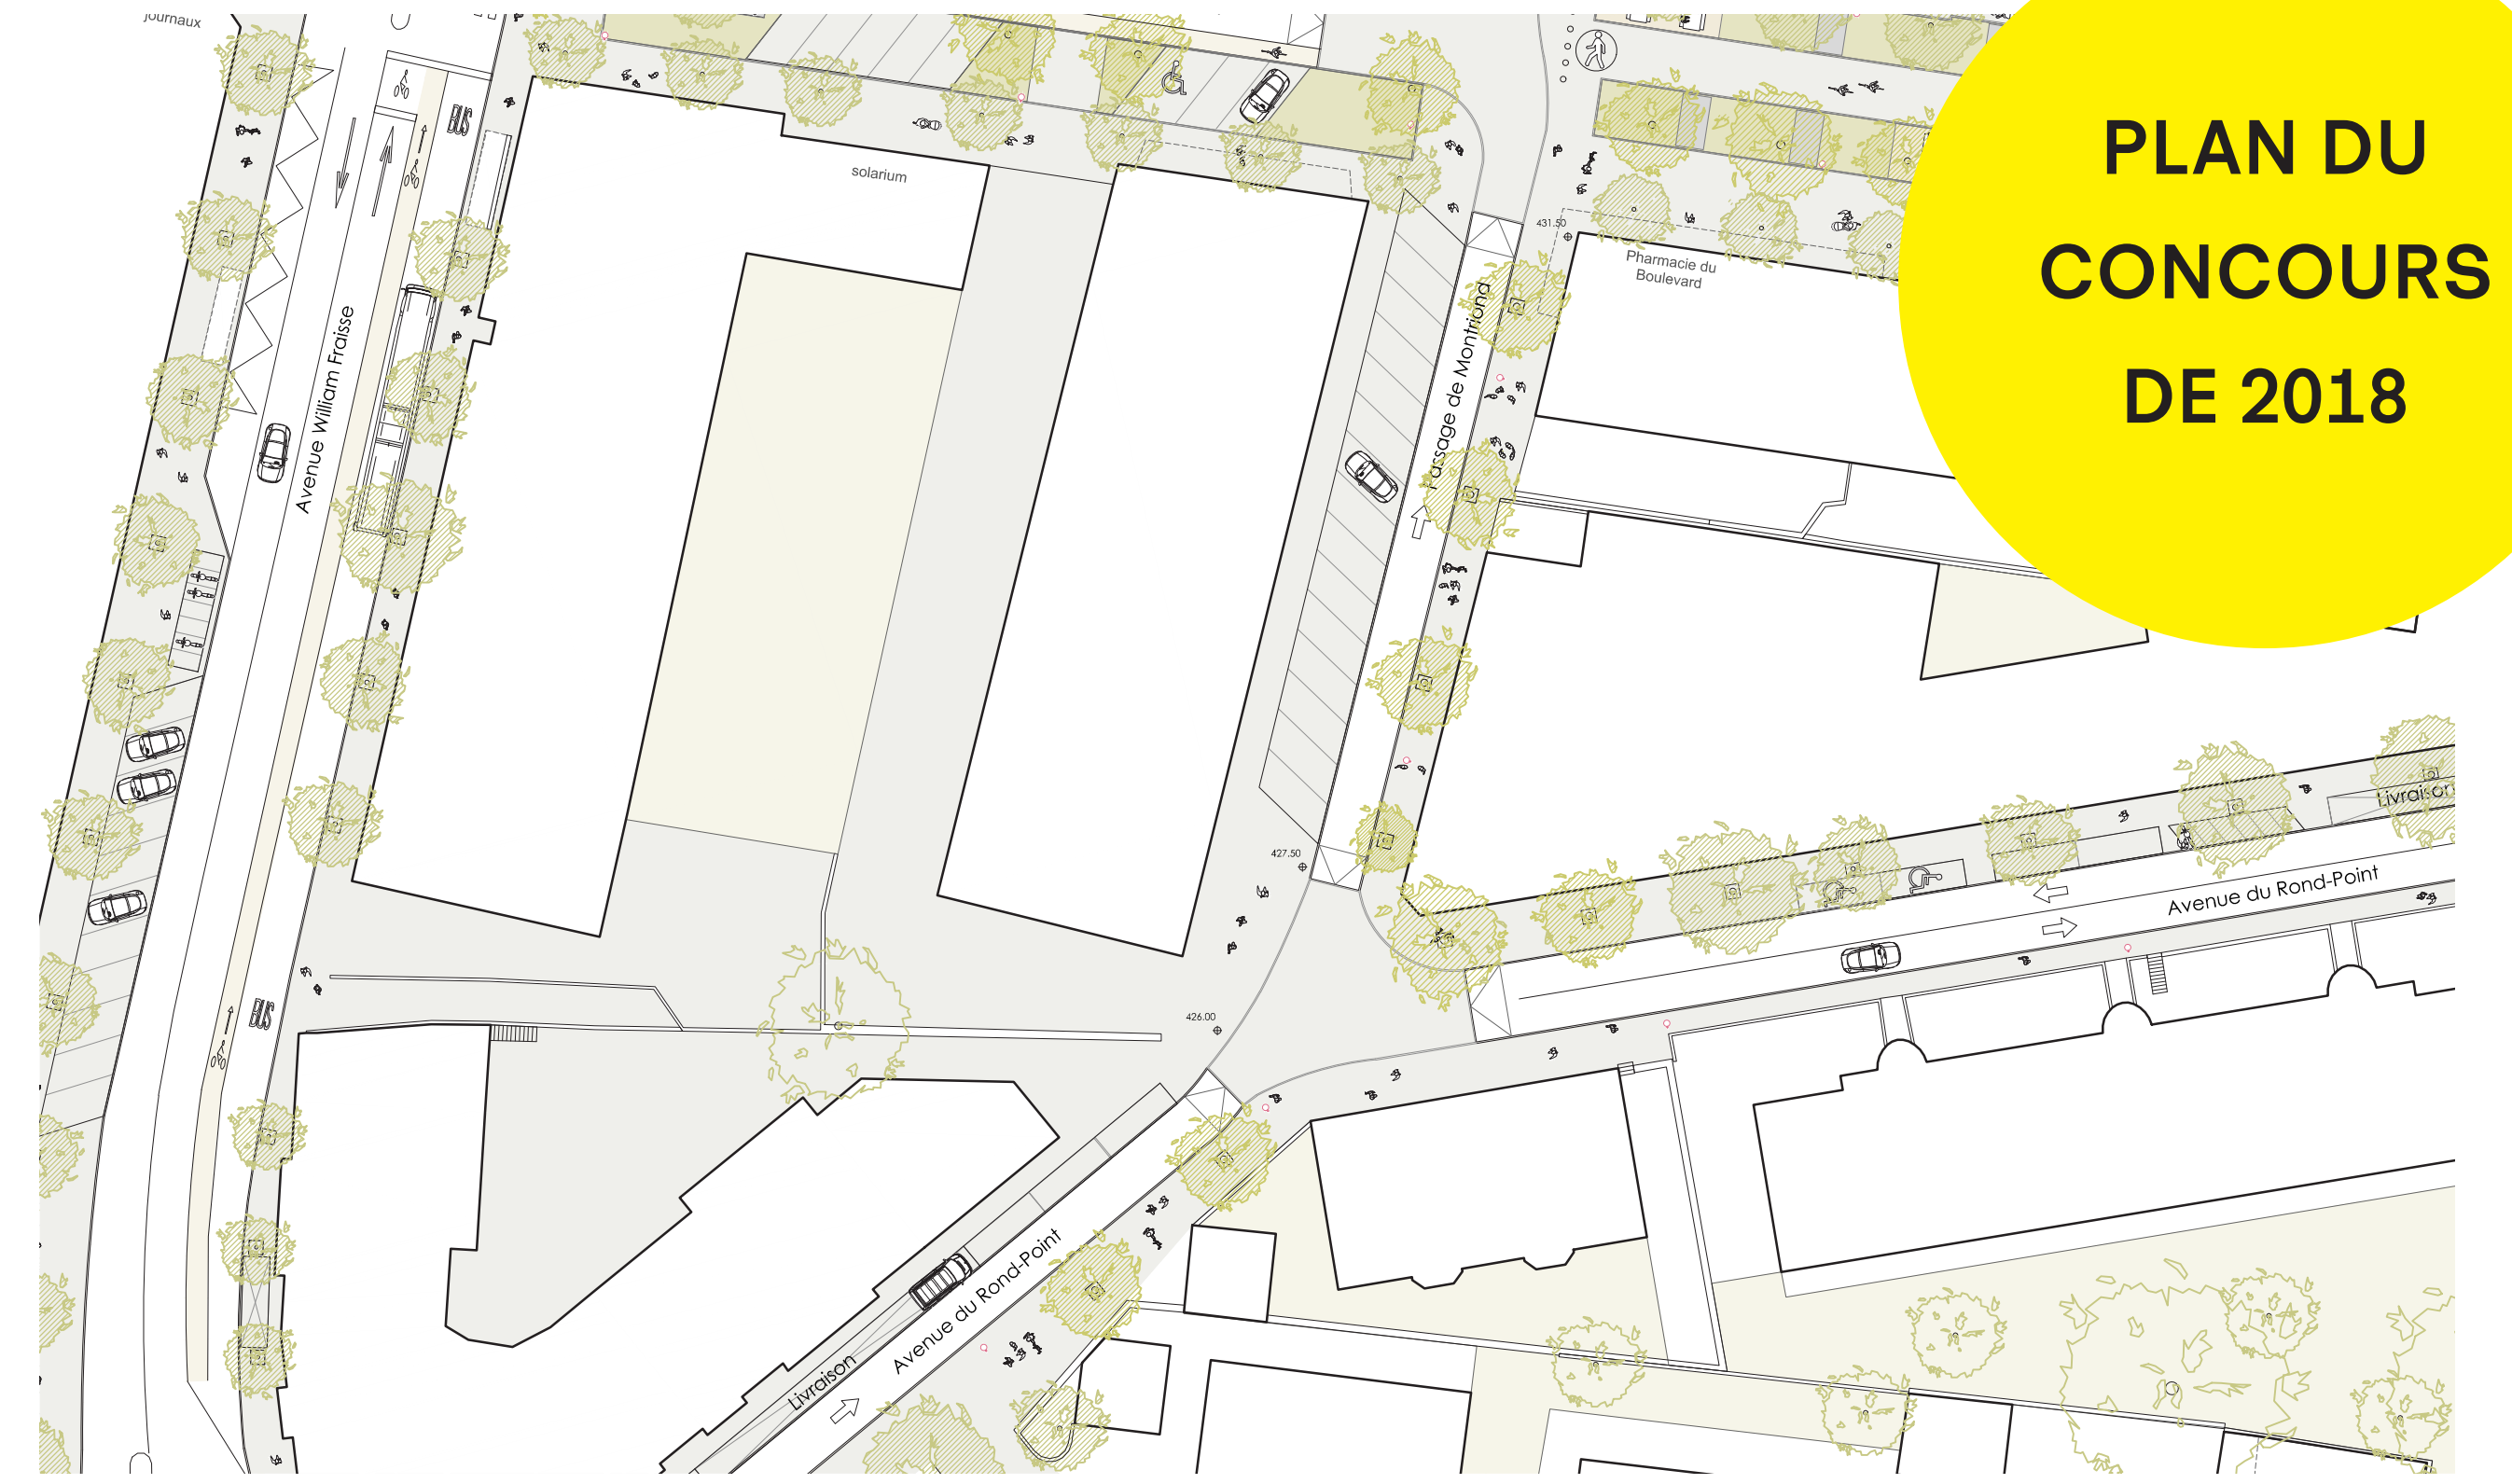 journaux
PLAN DU
CONCOURS
DE 2018
BUS
solarium
431.50
Pharmacie du
Boulevard
Avenue William Fraisse
Passage de Montriond
427.50
Livraison
Avenue du Rond-Point
426.00
BUS
Avenue du Rond-Point
Livraison